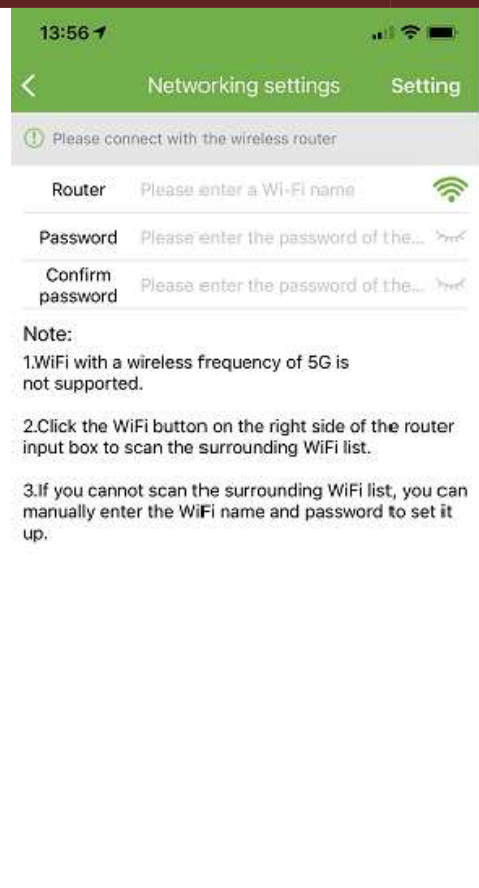 13:56
Networking settings Setting
Please connect with the wireless router
Router Please enter a Wi-Fi name
Password Please enter the password of the...
Confirm
password Please enter the password of the...
Note:
1.WiFi with a wireless frequency of 5G is
not supported.
2.Click the WiFi button on the right side of the router
input box to scan the surrounding WiFi list.
3.If you cannot scan the surrounding WiFi list, you can
manually enter the WiFi name and password to set it
up.